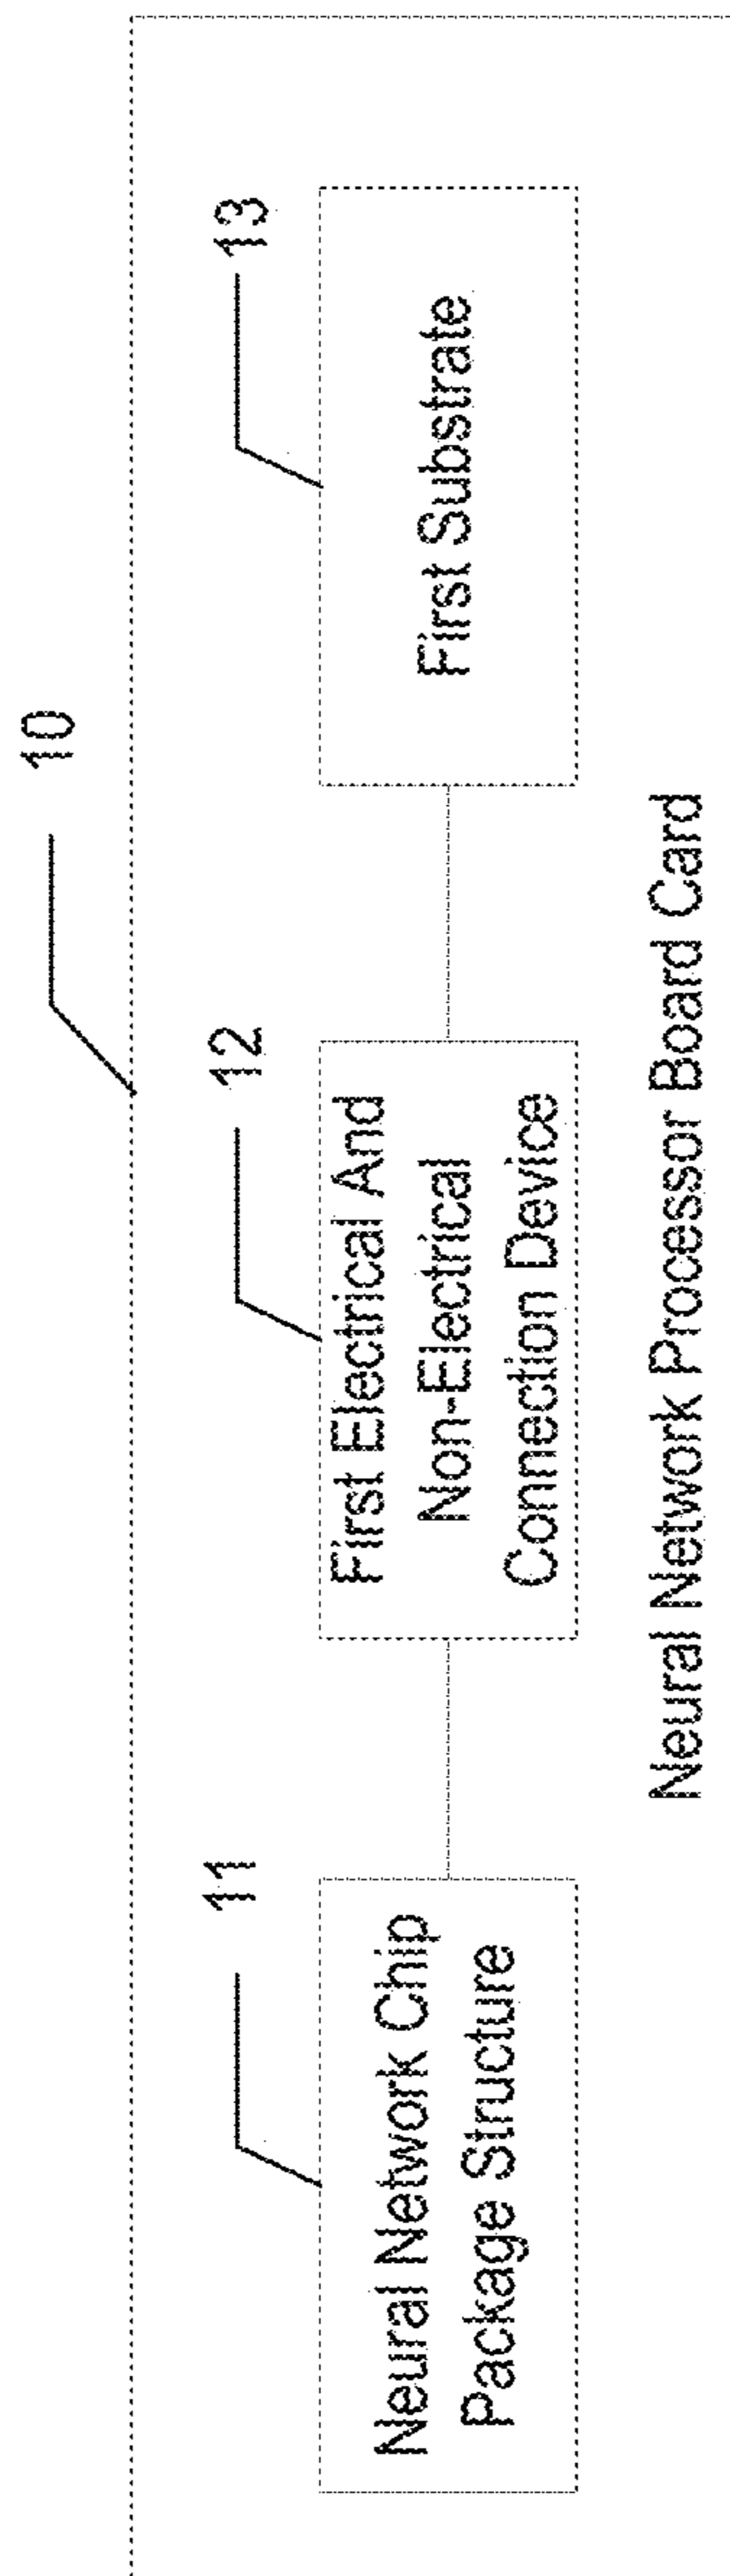 10
11
12
13
Neural Network Chip
Package Structure
First Electrical And
Non-Electrical
Connection Device
First Substrate
Neural Network Processor Board Card